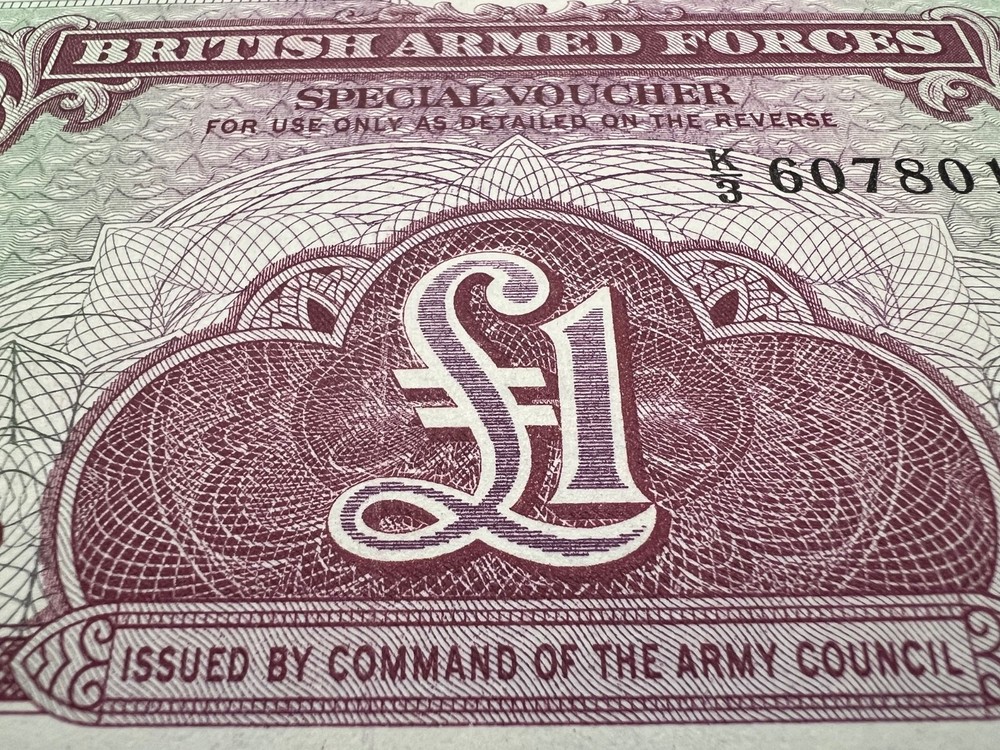 BRITISH ARMED FORCES
SPECIAL VOUCHER
FOR USE ONLY AS DETAILED ON THE REVERSE
K/3 607801
£1
ISSUED BY COMMAND OF THE ARMY COUNCIL